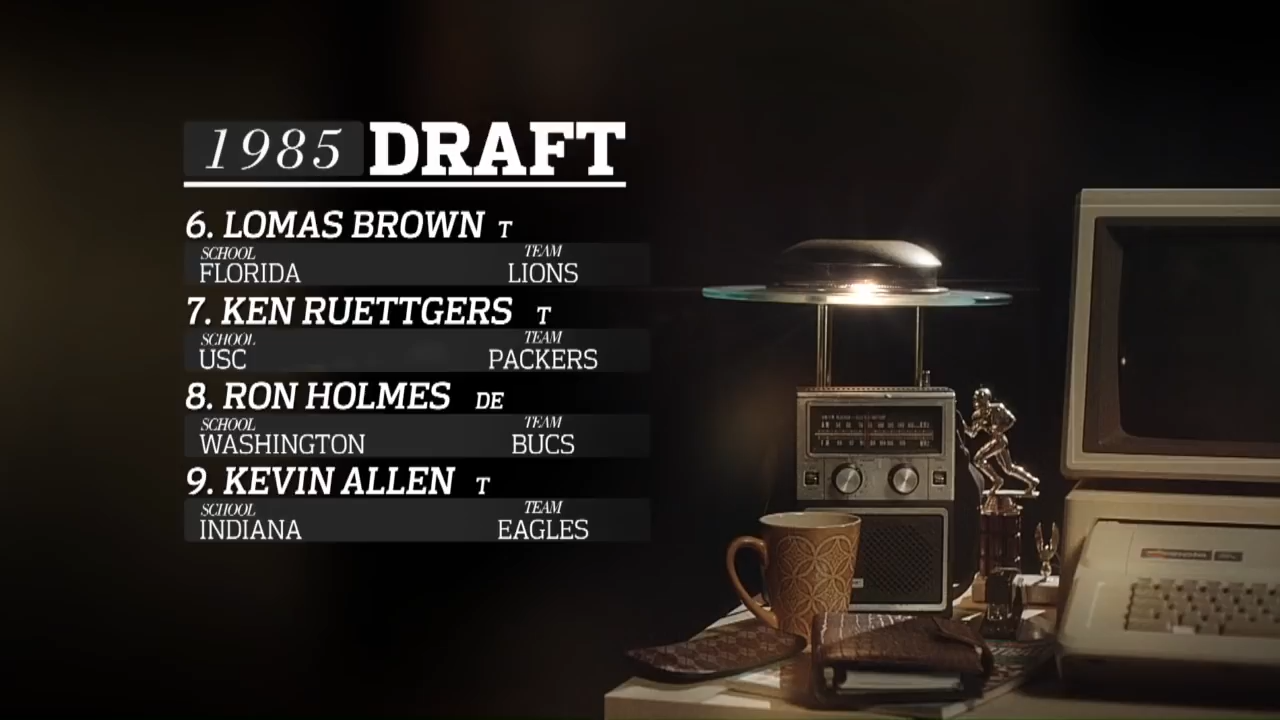 1985 DRAFT
6. LOMAS BROWN T
SCHOOL TEAM
FLORIDA LIONS
7. KEN RUETTGERS T
SCHOOL TEAM
USC PACKERS
8. RON HOLMES DE
SCHOOL TEAM
WASHINGTON BUCS
9. KEVIN ALLEN T
SCHOOL TEAM
INDIANA EAGLES